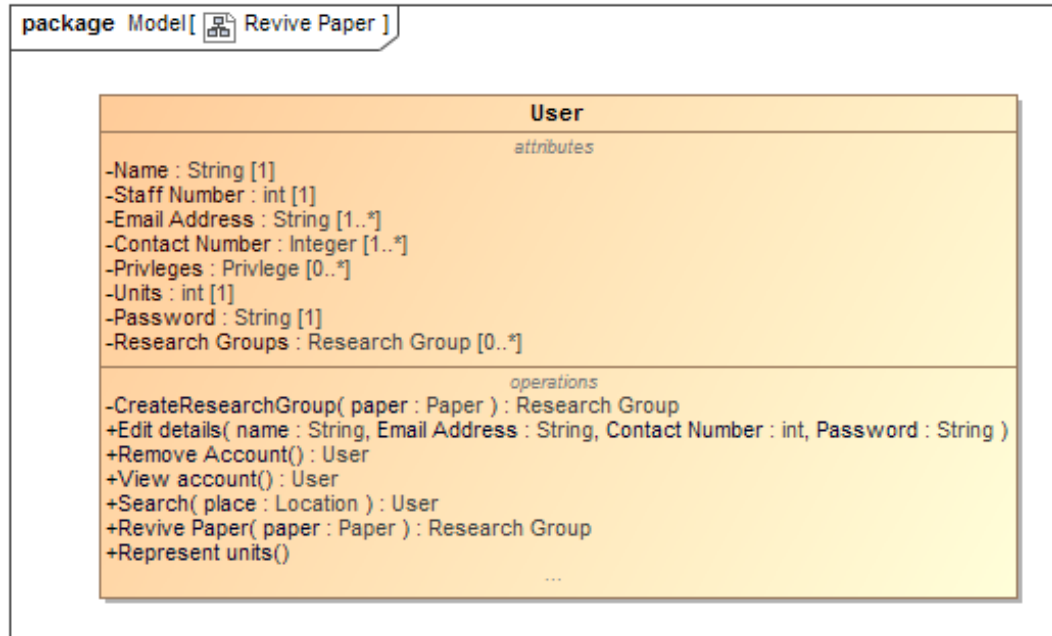 package Model[ Revive Paper ]
User
attributes
-Name : String [1]
-Staff Number : int [1]
-Email Address : String [1..*]
-Contact Number : Integer [1..*]
-Privleges : Privlege [0..*]
-Units : int [1]
-Password : String [1]
-Research Groups : Research Group [0..*]
operations
-CreateResearchGroup( paper : Paper ) : Research Group
+Edit details( name : String, Email Address : String, Contact Number : int, Password : String )
+Remove Account() : User
+View account() : User
+Search( place : Location ) : User
+Revive Paper( paper : Paper ) : Research Group
+Represent units()
...